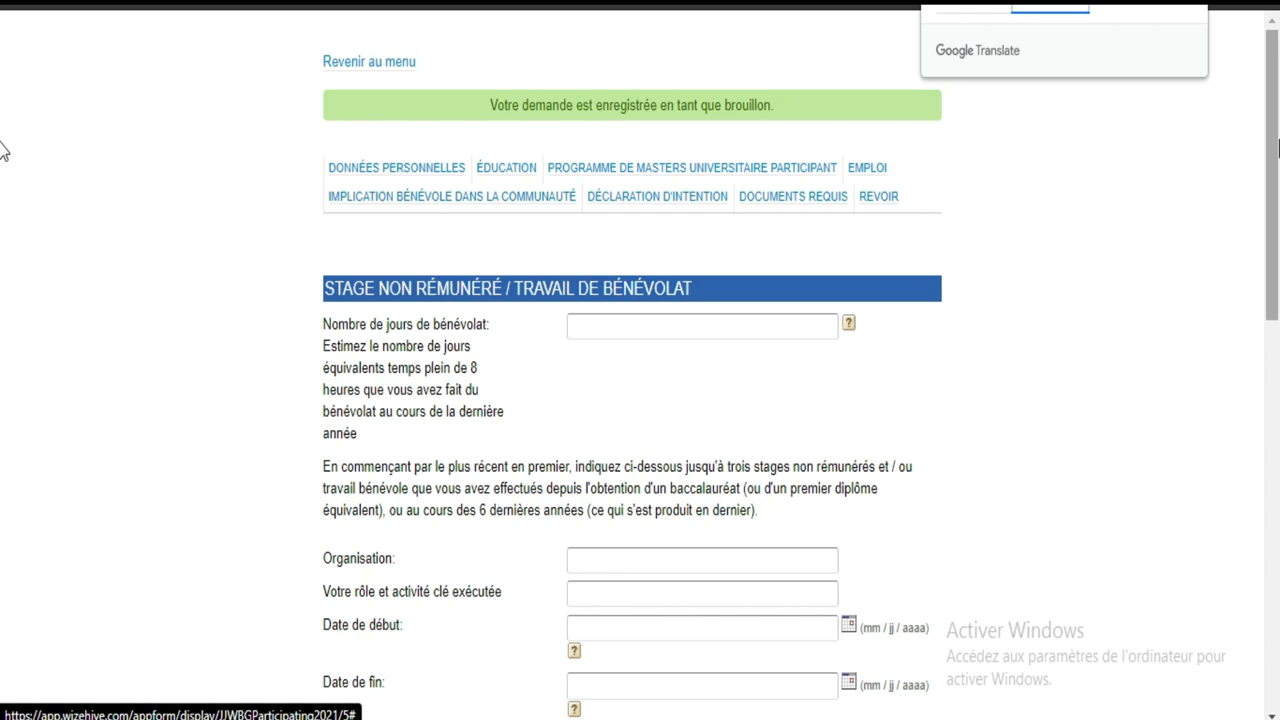 Google Translate
Revenir au menu
Votre demande est enregistrée en tant que brouillon.
DONNÉES PERSONNELLES ÉDUCATION PROGRAMME DE MASTERS UNIVERSITAIRE PARTICIPANT EMPLOI
IMPLICATION BÉNÉVOLE DANS LA COMMUNAUTÉ DÉCLARATION D'INTENTION DOCUMENTS REQUIS REVOIR
STAGE NON RÉMUNÉRÉ / TRAVAIL DE BÉNÉVOLAT
Nombre de jours de bénévolat: ?
Estimez le nombre de jours
équivalents temps plein de 8
heures que vous avez fait du
bénévolat au cours de la dernière
année
En commençant par le plus récent en premier, indiquez ci-dessous jusqu'à trois stages non rémunérés et / ou
travail bénévole que vous avez effectués depuis l'obtention d'un baccalauréat (ou d'un premier diplôme
équivalent), ou au cours des 6 dernières années (ce qui s'est produit en dernier).
Organisation:
Votre rôle et activité clé exécutée
Date de début: (mm / jj / aaaa)
?
Date de fin: (mm / jj / aaaa)
?
Activer Windows
Accédez aux paramètres de l'ordinateur pour
activer Windows.
https://app.wizehive.com/appform/display/JJWBGParticipating2021/5#